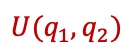 U(q₁, q₂)